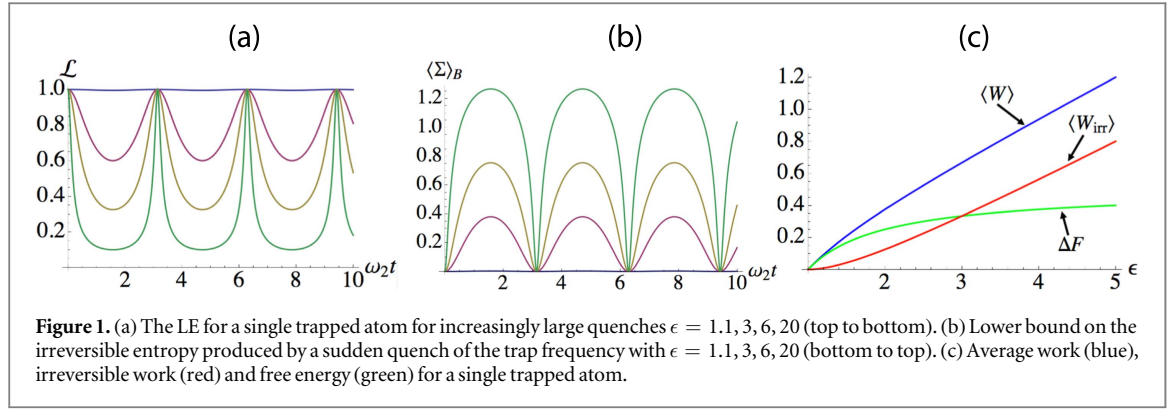 (a)
(b)
(c)
ℒ
1.0
0.8
0.6
0.4
0.2
2
4
6
8
10
ω₂t
⟨Σ⟩B
1.2
1.0
0.8
0.6
0.4
0.2
2
4
6
8
10
ω₂t
1.2
1.0
0.8
0.6
0.4
0.2
⟨W⟩
⟨Wirr⟩
ΔF
2
3
4
5
ϵ
Figure 1. (a) The LE for a single trapped atom for increasingly large quenches ϵ = 1.1, 3, 6, 20 (top to bottom). (b) Lower bound on the
irreversible entropy produced by a sudden quench of the trap frequency with ϵ = 1.1, 3, 6, 20 (bottom to top). (c) Average work (blue),
irreversible work (red) and free energy (green) for a single trapped atom.